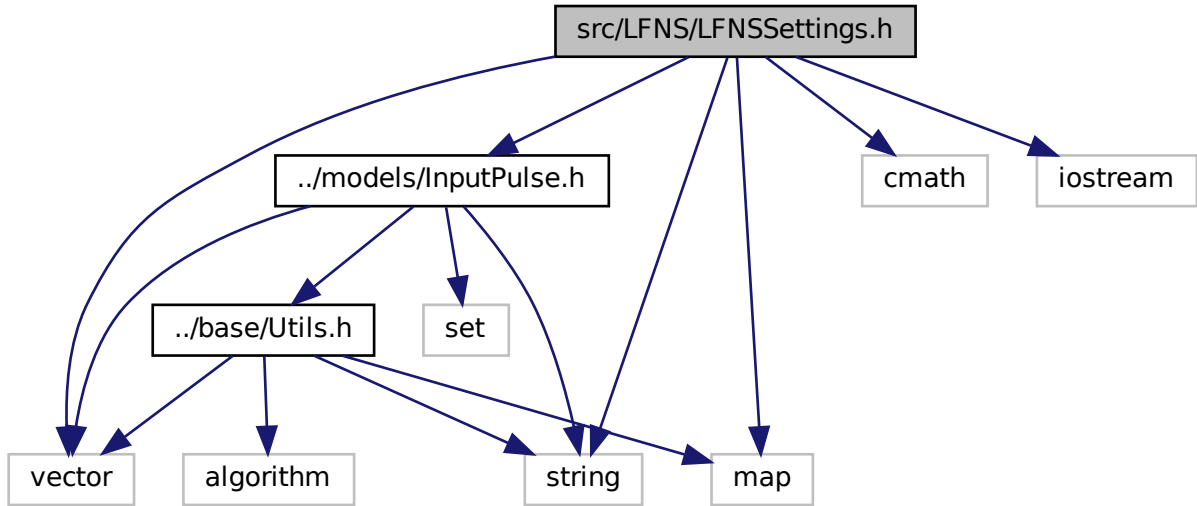 src/LFNS/LFNSSettings.h
../models/InputPulse.h
cmath
iostream
../base/Utils.h
set
vector
algorithm
string
map